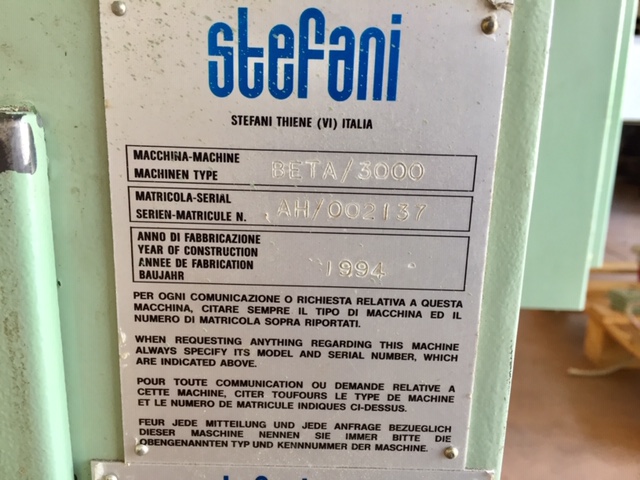 stefani
STEFANI THIENE (VI) ITALIA
MACCHINA-MACHINE
MACHINEN TYPE BETA/3000
MATRICOLA-SERIAL
SERIEN-MATRICULE N. AH/002137
ANNO DI FABBRICAZIONE
YEAR OF CONSTRUCTION
ANNEE DE FABRICATION
BAUJAHR 1994
PER OGNI COMUNICAZIONE O RICHIESTA RELATIVA A QUESTA
MACCHINA, CITARE SEMPRE IL TIPO DI MACCHINA ED IL
NUMERO DI MATRICOLA SOPRA RIPORTATI.
WHEN REQUESTING ANYTHING REGARDING THIS MACHINE
ALWAYS SPECIFY ITS MODEL AND SERIAL NUMBER, WHICH
ARE INDICATED ABOVE.
POUR TOUTE COMMUNICATION OU DEMANDE RELATIVE A
CETTE MACHINE, CITER TOUFOURS LE TYPE DE MACHINE
ET LE NUMERO DE MATRICULE INDIQUES CI-DESSUS.
FEUR JEDE MITTEILUNG UND JEDE ANFRAGE BEZUEGLICH
DIESER MASCHINE NENNEN SIE IMMER BITTE DIE
OBENGENANNTEN TYP UND KENNNUMMER DER MASCHINE.